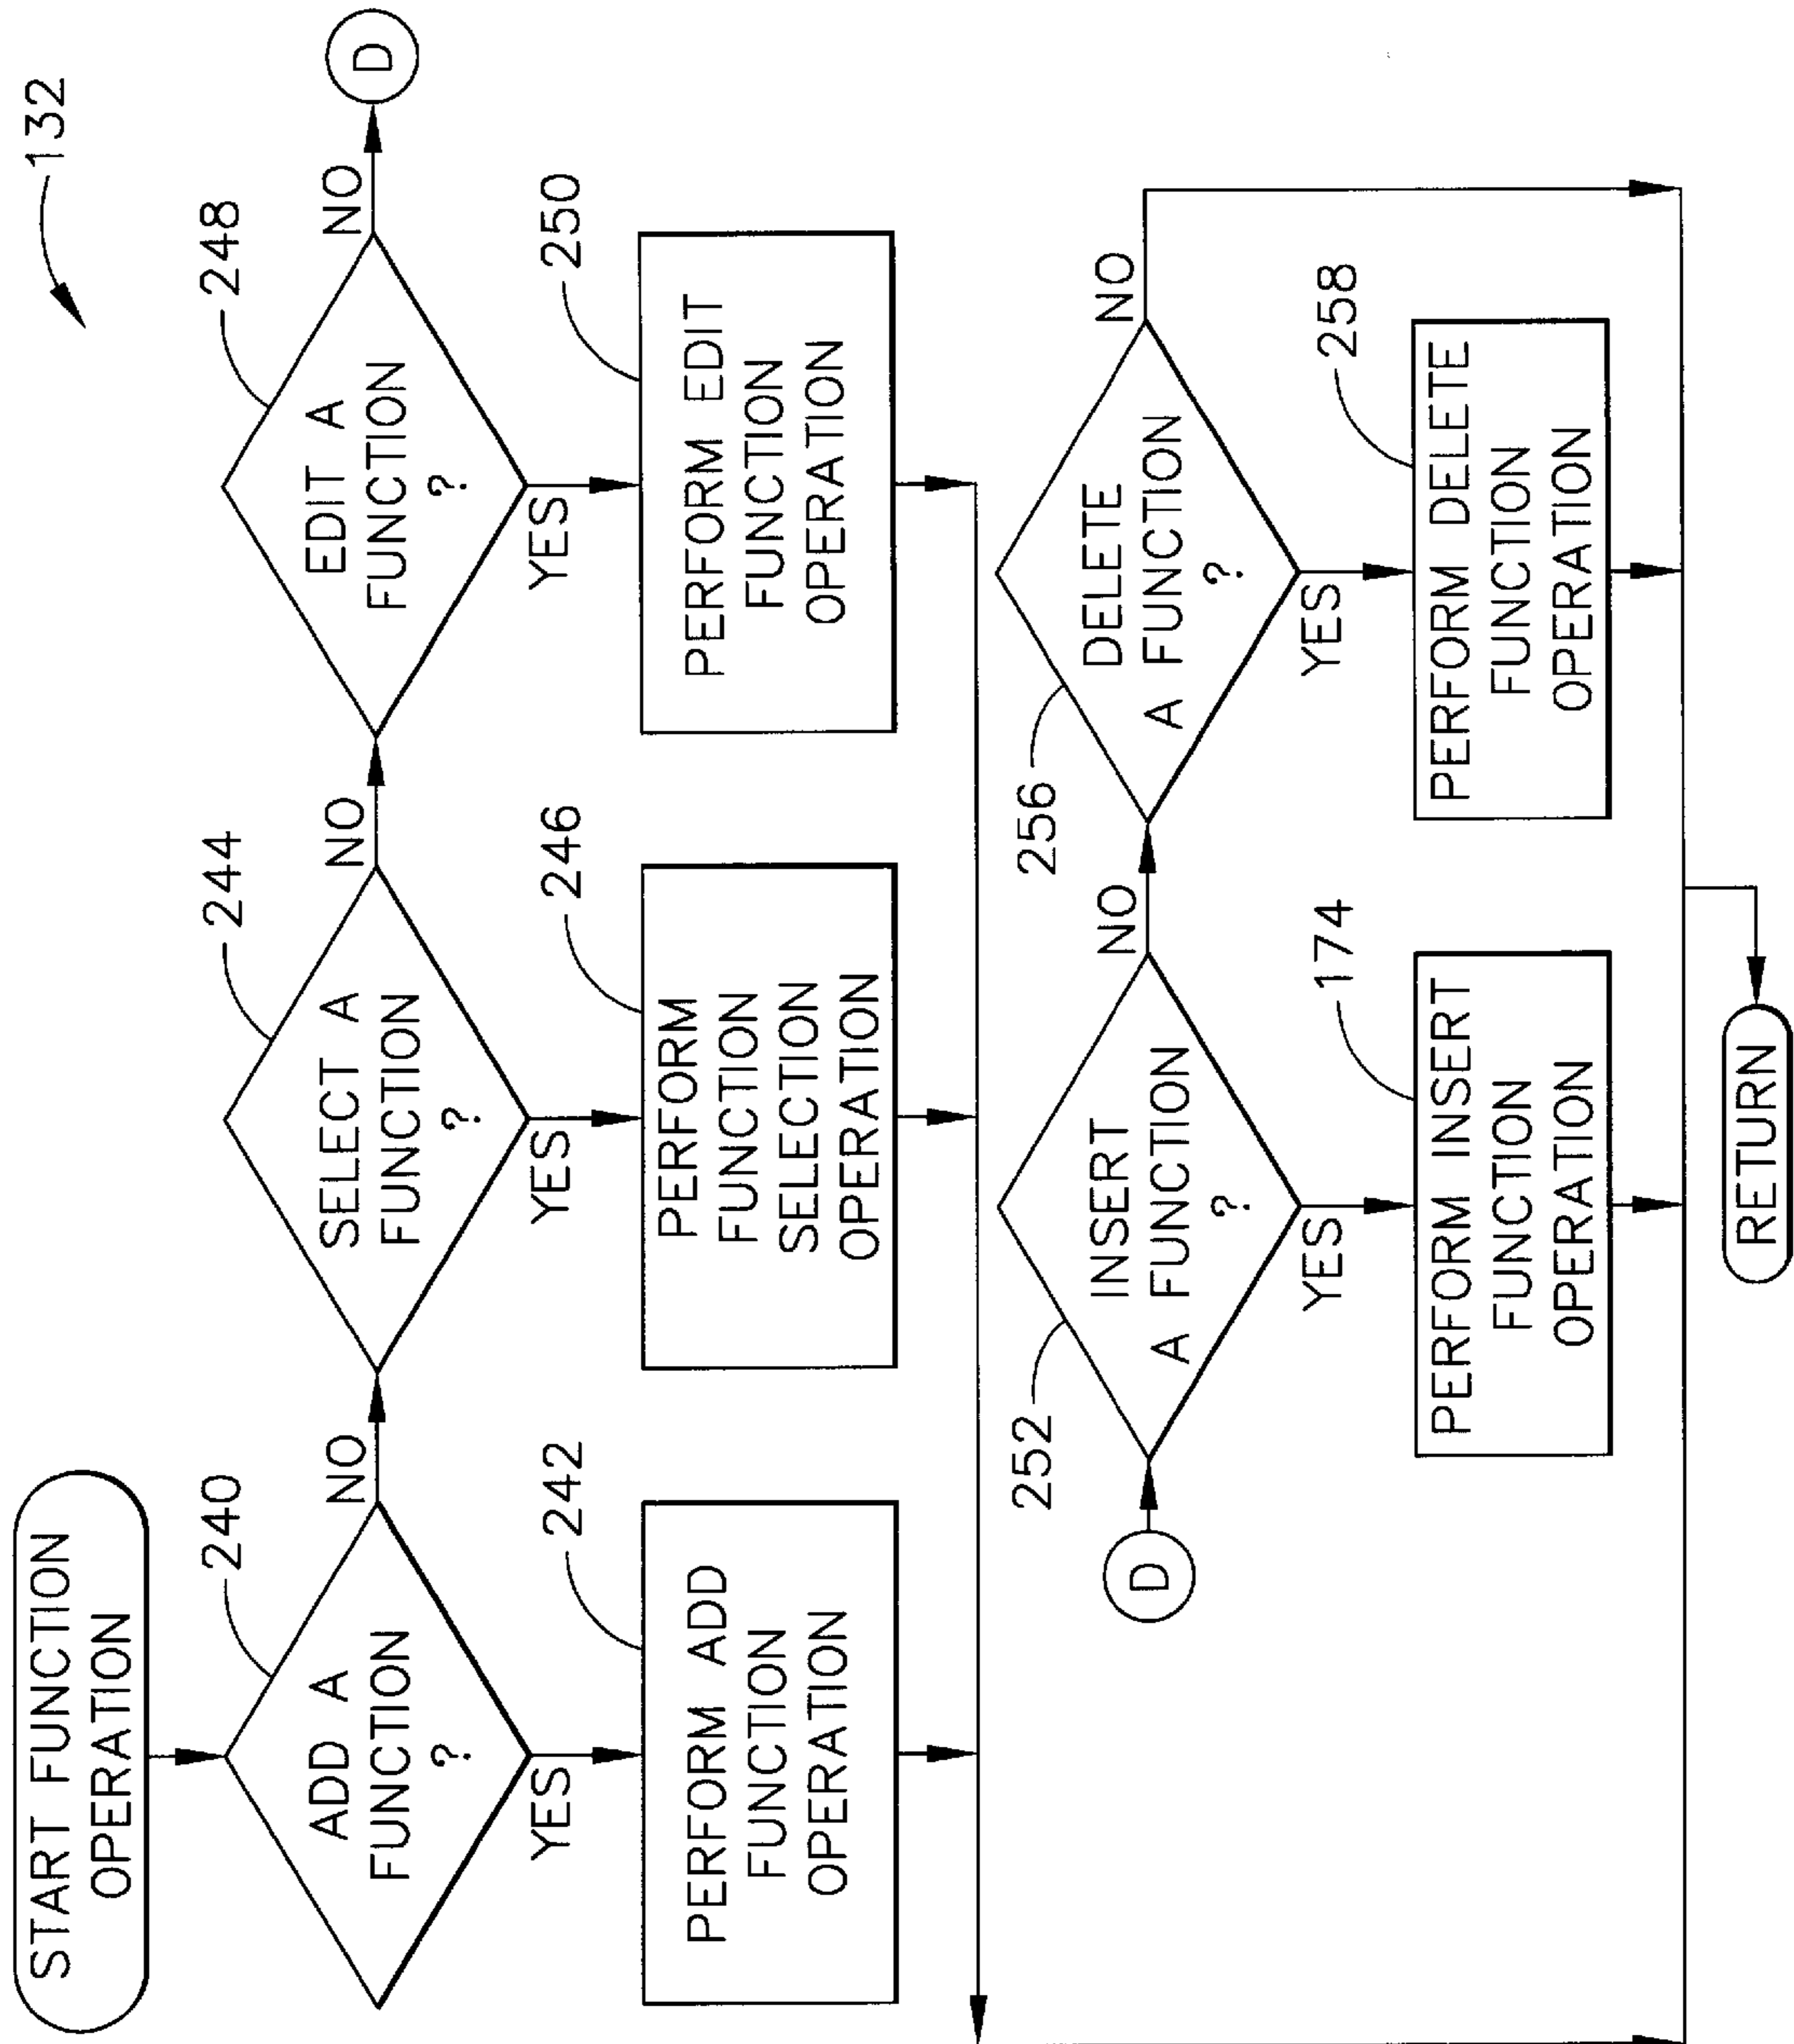 132
START FUNCTION
OPERATION
240
ADD A
FUNCTION
?
NO
YES
242
PERFORM ADD
FUNCTION
OPERATION
244
SELECT A
FUNCTION
?
NO
YES
246
PERFORM
FUNCTION
SELECTION
OPERATION
248
EDIT A
FUNCTION
?
NO
D
YES
250
PERFORM EDIT
FUNCTION
OPERATION
D
252
INSERT
A FUNCTION
?
NO
YES
174
PERFORM INSERT
FUNCTION
OPERATION
256
DELETE
A FUNCTION
?
NO
YES
258
PERFORM DELETE
FUNCTION
OPERATION
RETURN